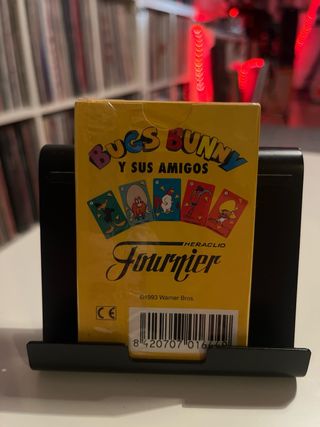 BUGS BUNNY
Y SUS AMIGOS
HERACLIO
Fournier
©1993 Warner Bros.
CE